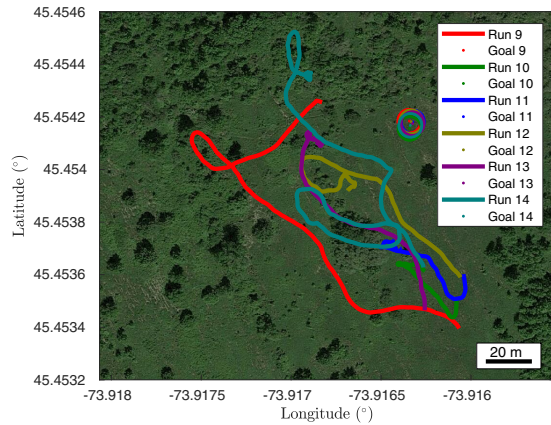 45.4546
45.4544
45.4542
45.454
45.4538
45.4536
45.4534
45.4532
Latitude (°)
Run 9
Goal 9
Run 10
Goal 10
Run 11
Goal 11
Run 12
Goal 12
Run 13
Goal 13
Run 14
Goal 14
20 m
-73.918
-73.9175
-73.917
-73.9165
-73.916
Longitude (°)